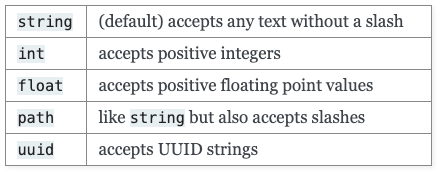 string (default) accepts any text without a slash
int accepts positive integers
float accepts positive floating point values
path like string but also accepts slashes
uuid accepts UUID strings